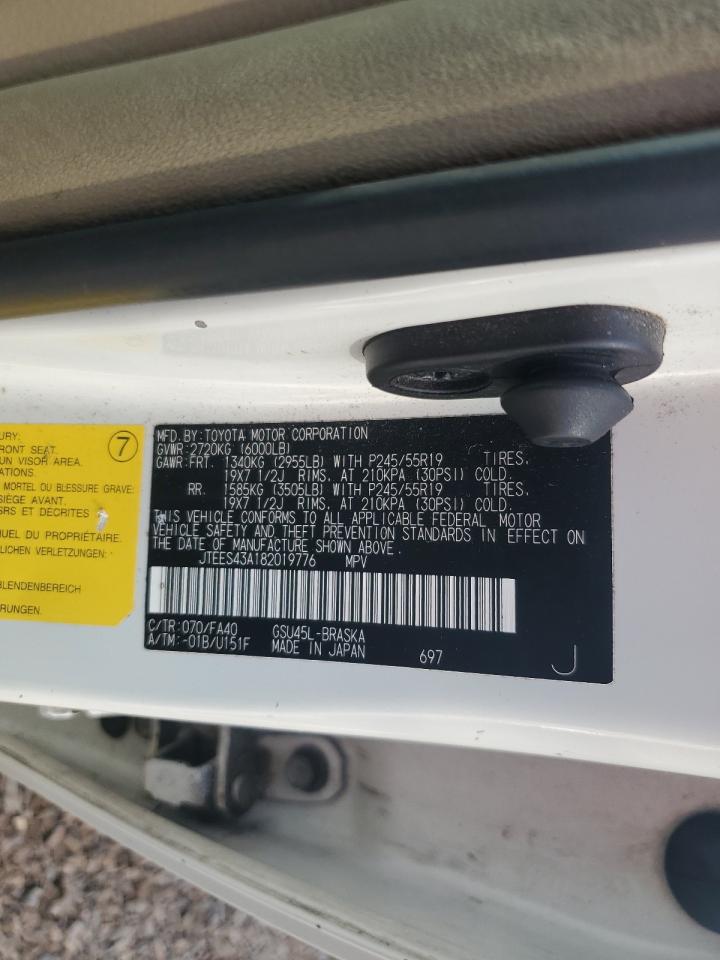 URY:
RONT SEAT.
UN VISOR AREA.
ATIONS.
7
MORTEL OU BLESSURE GRAVE:
SIÈGE AVANT.
SRS ET DÉCRITES
UEL DU PROPRIÉTAIRE.
LICHEN VERLETZUNGEN:
BLENDENBEREICH
RUNGEN.
MFD. BY: TOYOTA MOTOR CORPORATION
GVWR-2720KG (6000LB)
GAWR:FRT. 1340KG (2955LB) WITH P245/55R19 TIRES.
19X7 1/2J RIMS. AT 210KPA (30PSI) COLD
RR. 1585KG (3505LB) WITH P245/55R19 TIRES.
19X7 1/2J RIMS. AT 210KPA (30PSI) COLD.
THIS VEHICLE CONFORMS TO ALL APPLICABLE FEDERAL MOTOR
VEHICLE SAFETY AND THEFT PREVENTION STANDARDS IN EFFECT ON
THE DATE OF MANUFACTURE SHOWN ABOVE.
JTEES43A182019776 MPV
C/TR:070/FA40 GSU45L-BRASKA
A/TM:-01B/U151F MADE IN JAPAN 697
J